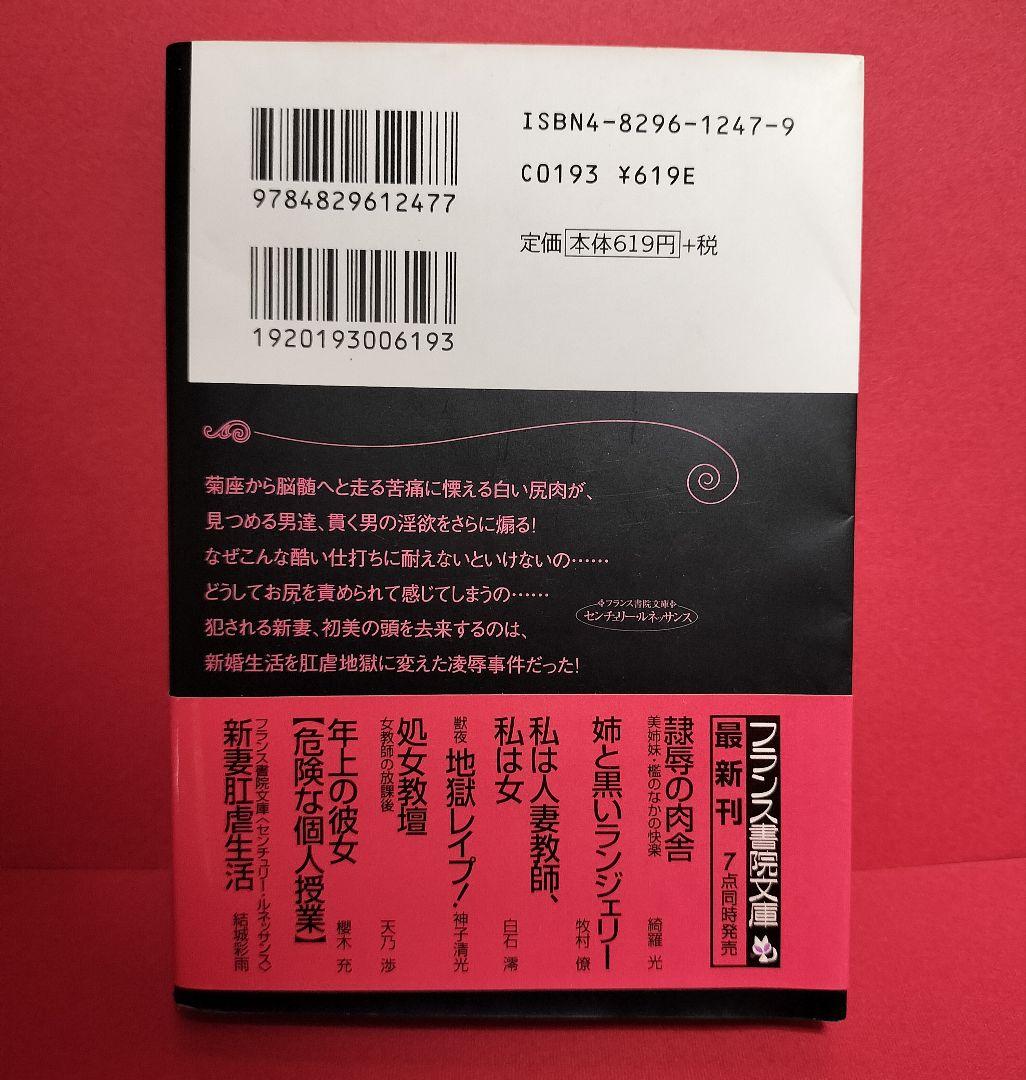 ISBN4-8296-1247-9
C0193 ¥619E
定価 本体619円+税
9784829612477
1920193006193
菊座から脳髄へと走る苦痛に慄える白い尻肉が、
見つめる男達、貫く男の淫欲をさらに煽る!
なぜこんな酷い仕打ちに耐えないといけないの……
どうしてお尻を責められて感じてしまうの……
犯される新妻、初美の頭を去来するのは、
新婚生活を肛虐地獄に変えた凌辱事件だった!
フランス書院文庫
センチュリー・ルネッサンス
フランス書院文庫
最新刊 7点同時発売
隷辱の肉舎
美姉妹・檻のなかの快楽
綺羅 光
姉と黒いランジェリー
牧村 僚
私は人妻教師、
私は女
白石 澪
獣夜 地獄レイプ! 神子清光
処女教壇
女教師の放課後
天乃 渉
年上の彼女
【危険な個人授業】
櫻木 充
フランス書院文庫〈センチュリー・ルネッサンス〉
新妻肛虐生活 結城彩雨